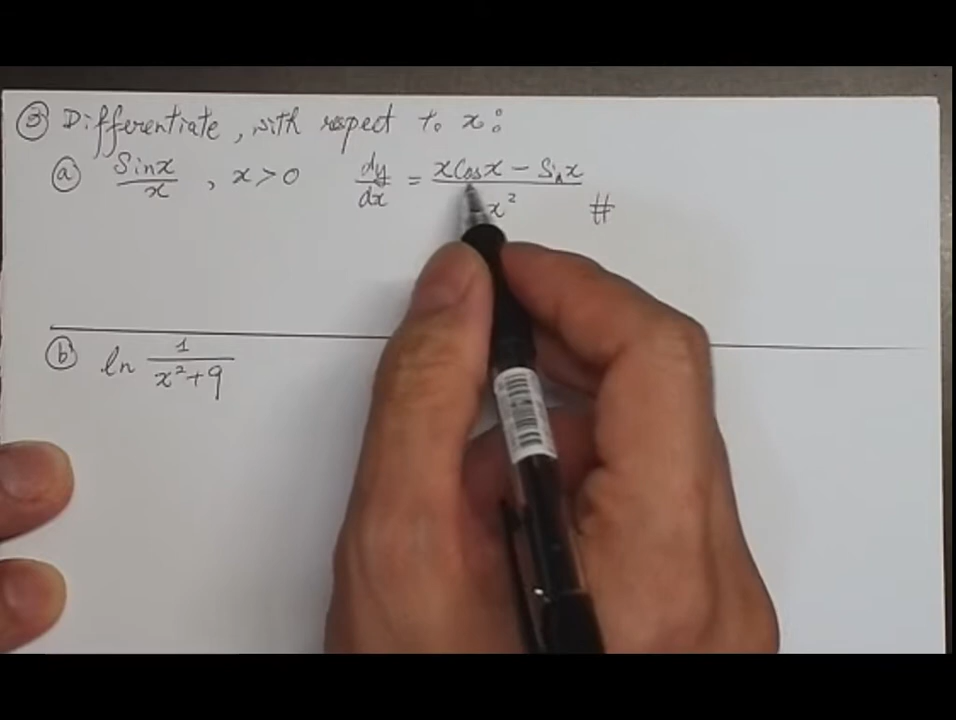 ③ Differentiate, with respect to x:
ⓐ Sinx/x , x > 0 dy/dx = (xCosx − Sinx)/x² #
ⓑ ln 1/(x²+9)